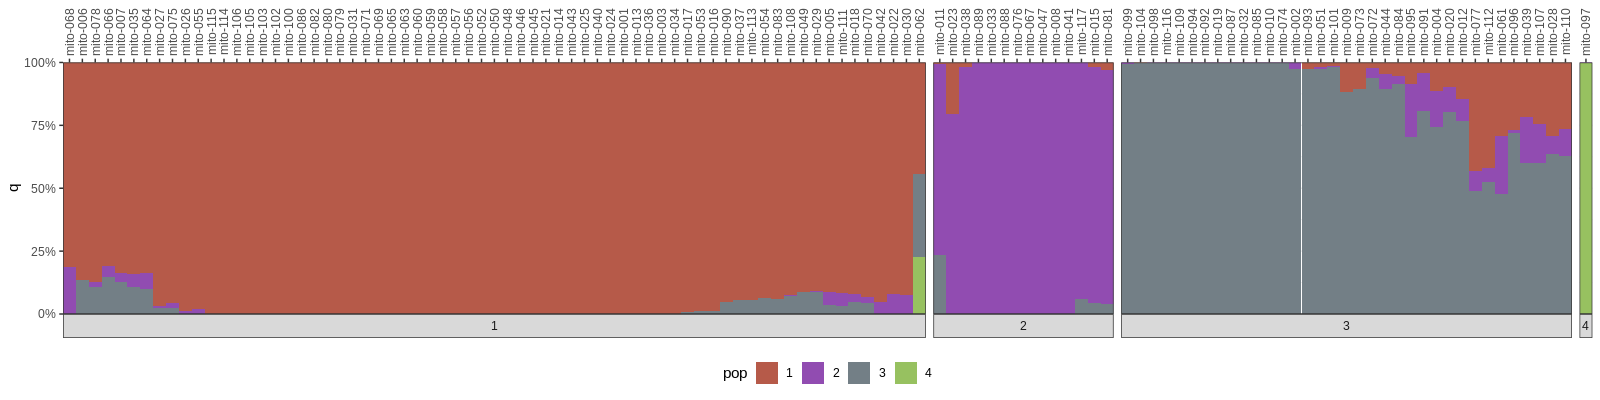 mito-068 mito-006 mito-078 mito-066 mito-007 mito-035 mito-064 mito-027 mito-075 mito-026 mito-055 mito-115 mito-114 mito-106 mito-105 mito-103 mito-102 mito-100 mito-086 mito-082 mito-080 mito-079 mito-031 mito-071 mito-069 mito-065 mito-063 mito-060 mito-059 mito-058 mito-057 mito-056 mito-052 mito-050 mito-048 mito-046 mito-045 mito-021 mito-014 mito-043 mito-025 mito-040 mito-024 mito-001 mito-013 mito-036 mito-003 mito-034 mito-017 mito-053 mito-016 mito-090 mito-037 mito-113 mito-054 mito-083 mito-108 mito-049 mito-029 mito-005 mito-111 mito-018 mito-070 mito-042 mito-022 mito-030 mito-062 mito-011 mito-023 mito-038 mito-089 mito-033 mito-088 mito-076 mito-067 mito-047 mito-008 mito-041 mito-117 mito-015 mito-081 mito-099 mito-104 mito-098 mito-116 mito-109 mito-094 mito-092 mito-019 mito-087 mito-032 mito-085 mito-010 mito-074 mito-002 mito-093 mito-051 mito-101 mito-009 mito-073 mito-072 mito-044 mito-084 mito-095 mito-091 mito-004 mito-020 mito-012 mito-077 mito-112 mito-061 mito-096 mito-039 mito-107 mito-028 mito-110 mito-097
100%
75%
50%
25%
0%
q
1 2 3 4
pop 1 2 3 4